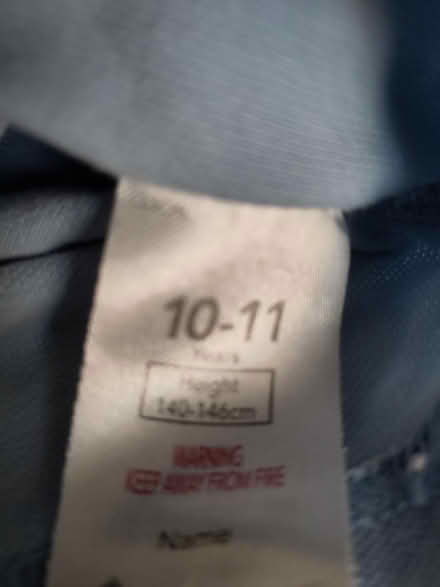 10-11
Years
Height
140-146cm
WARNING
KEEP AWAY FROM FIRE
Name